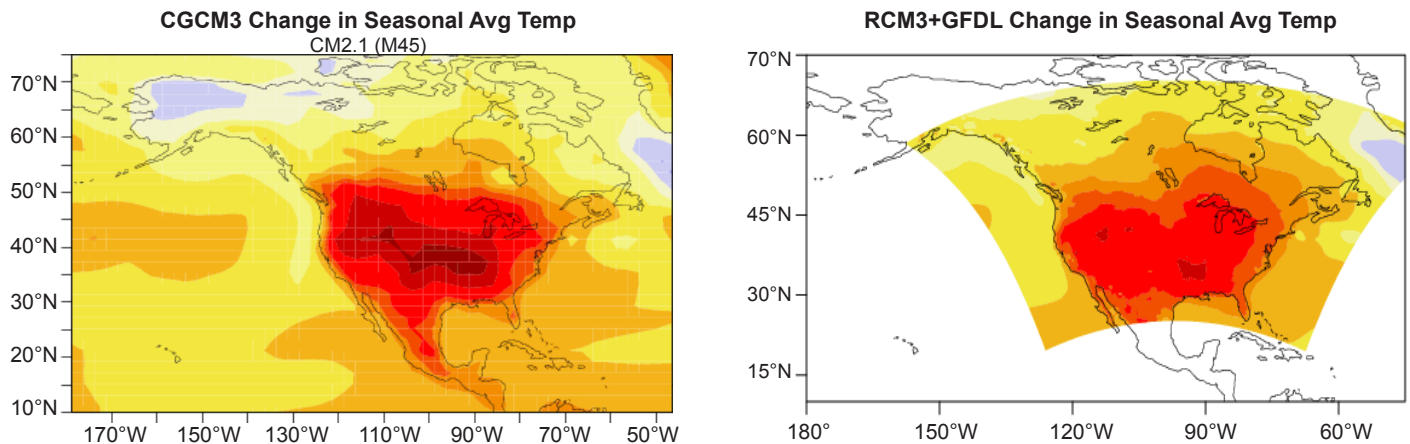 CGCM3 Change in Seasonal Avg Temp
CM2.1 (M45)
70°N
60°N
50°N
40°N
30°N
20°N
10°N
170°W 150°W 130°W 110°W 90°W 70°W 50°W
RCM3+GFDL Change in Seasonal Avg Temp
70°N
60°N
45°N
30°N
15°N
180° 150°W 120°W 90°W 60°W